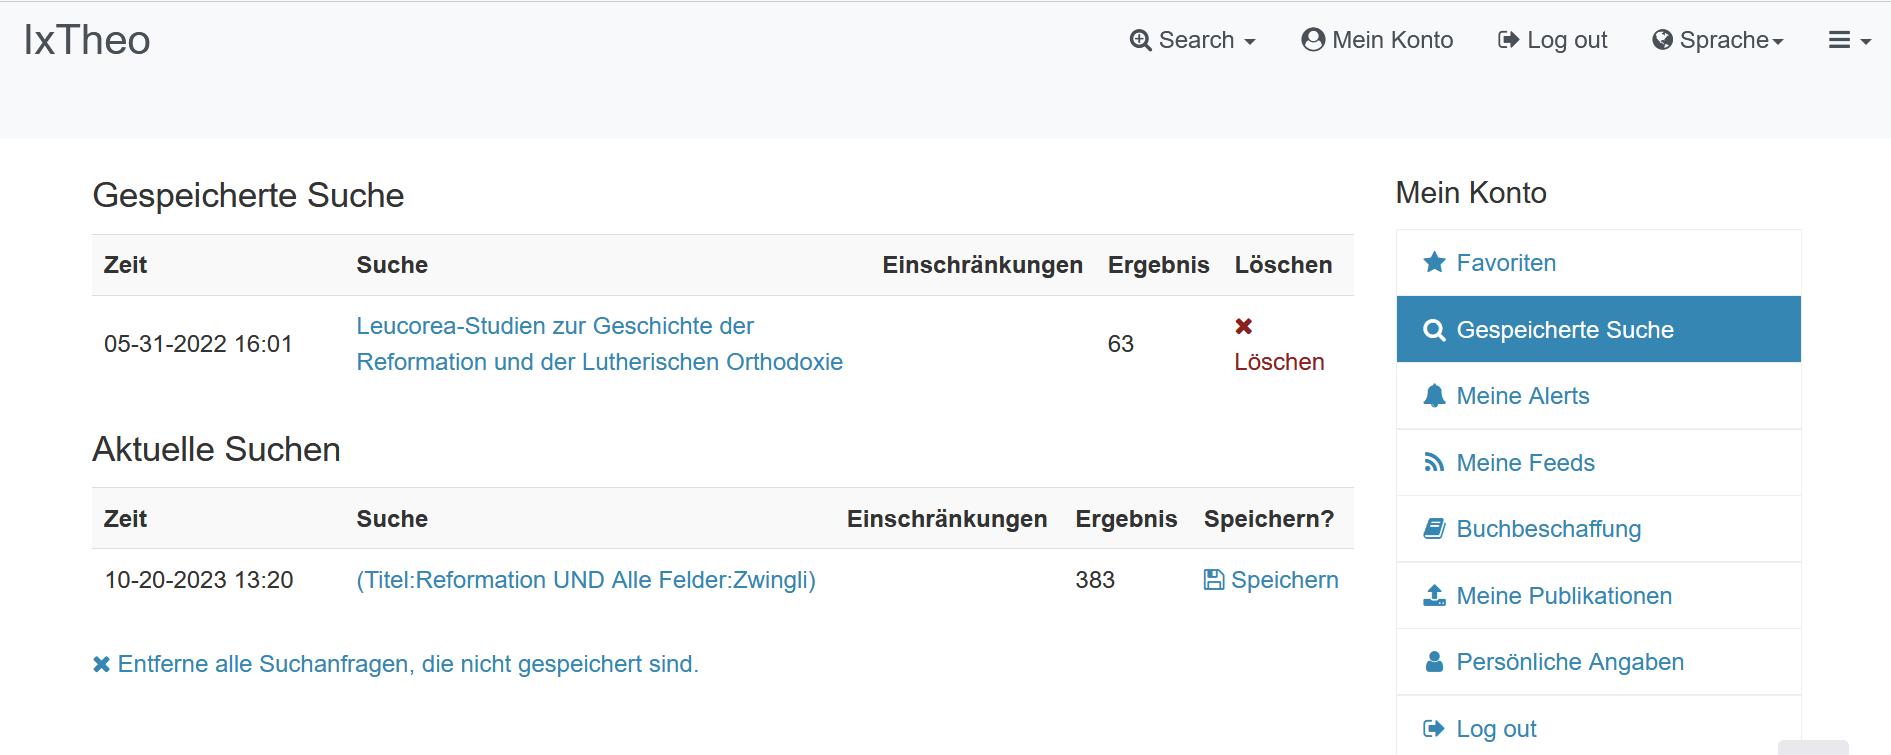 IxTheo
Search
Mein Konto
Log out
Sprache
Gespeicherte Suche
Zeit Suche Einschränkungen Ergebnis Löschen
05-31-2022 16:01 Leucorea-Studien zur Geschichte der
Reformation und der Lutherischen Orthodoxie 63 Löschen
Aktuelle Suchen
Zeit Suche Einschränkungen Ergebnis Speichern?
10-20-2023 13:20 (Titel:Reformation UND Alle Felder:Zwingli) 383 Speichern
Entferne alle Suchanfragen, die nicht gespeichert sind.
Mein Konto
Favoriten
Gespeicherte Suche
Meine Alerts
Meine Feeds
Buchbeschaffung
Meine Publikationen
Persönliche Angaben
Log out